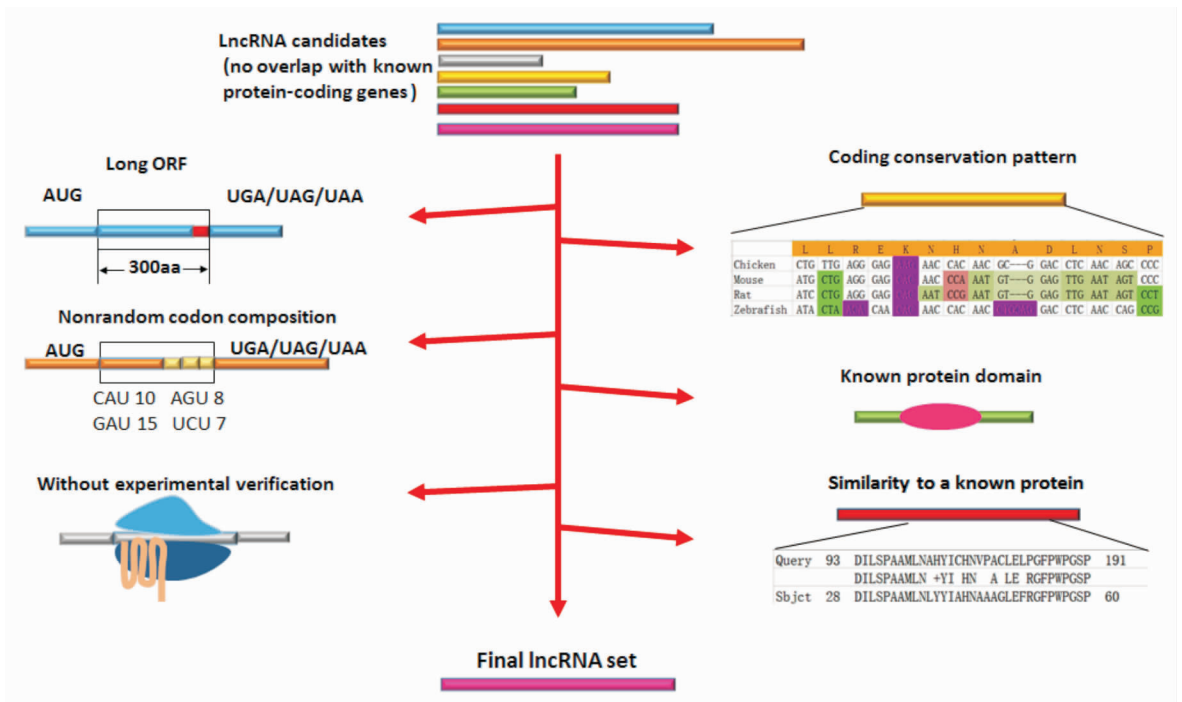 LncRNA candidates
(no overlap with known
protein-coding genes )
Long ORF
AUG UGA/UAG/UAA
300aa
Nonrandom codon composition
AUG UGA/UAG/UAA
CAU 10 AGU 8
GAU 15 UCU 7
Without experimental verification
Coding conservation pattern
L L R E K N H N A D L N S P
Chicken CTG TTG AGG GAG AAC CAC AAC GC—G GAC CTC AAC AGC CCC
Mouse ATG CTG AGG GAG AAC CCA AAT GT—G GAG TTG AAT AGT CCC
Rat ATC CTG AGG GAG AAT CCG AAT GT—G GAG TTG AAT AGT CCT
Zebrafish ATA CTA CAA AAC CAC AAC GAC CTC AAC CAG CCG
Known protein domain
Similarity to a known protein
Query 93 DILSPAAMLNAHYICHNVPACLELPGFPWPGSP 191
DILSPAAMLN +YI HN A LE RGFPWPGSP
Sbjct 28 DILSPAAMLNLYYIAHNAAAGLEFRGFPWPGSP 60
Final lncRNA set